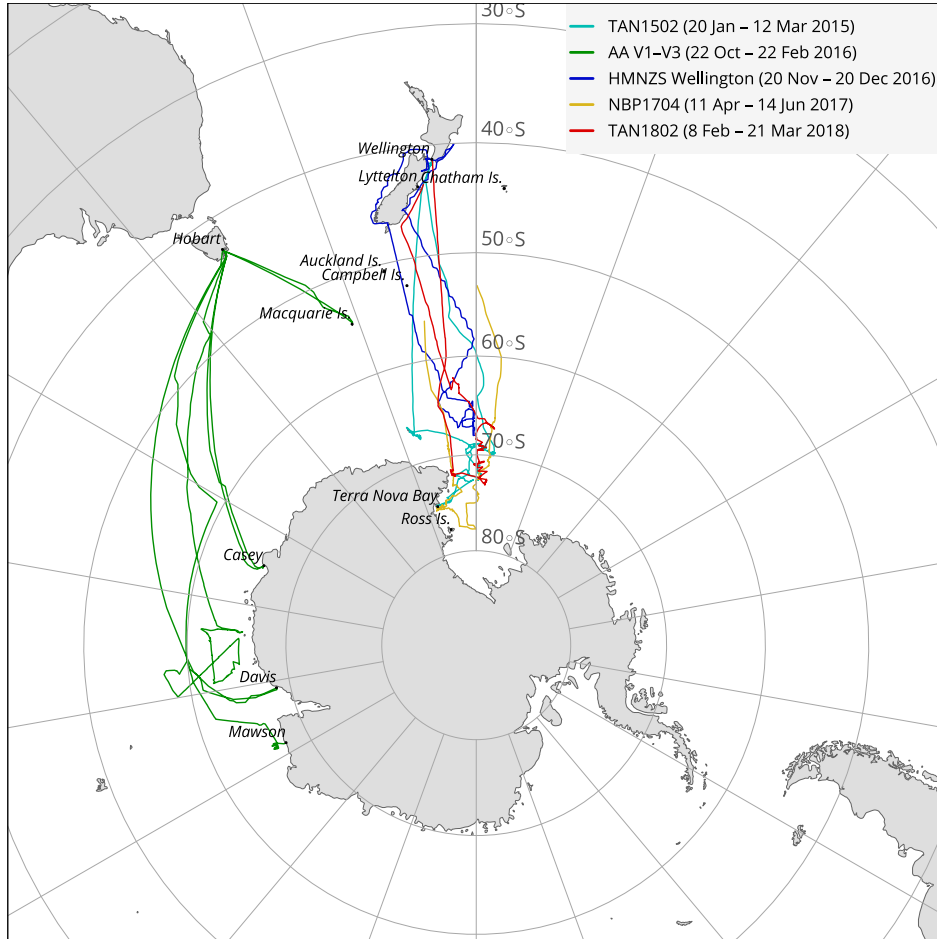 30°S
TAN1502 (20 Jan – 12 Mar 2015)
AA V1–V3 (22 Oct – 22 Feb 2016)
HMNZS Wellington (20 Nov – 20 Dec 2016)
NBP1704 (11 Apr – 14 Jun 2017)
TAN1802 (8 Feb – 21 Mar 2018)
40°S
Wellington
Lyttelton
Chatham Is.
Hobart
50°S
Auckland Is.
Campbell Is.
Macquarie Is.
60°S
70°S
Terra Nova Bay
Ross Is.
80°S
Casey
Davis
Mawson